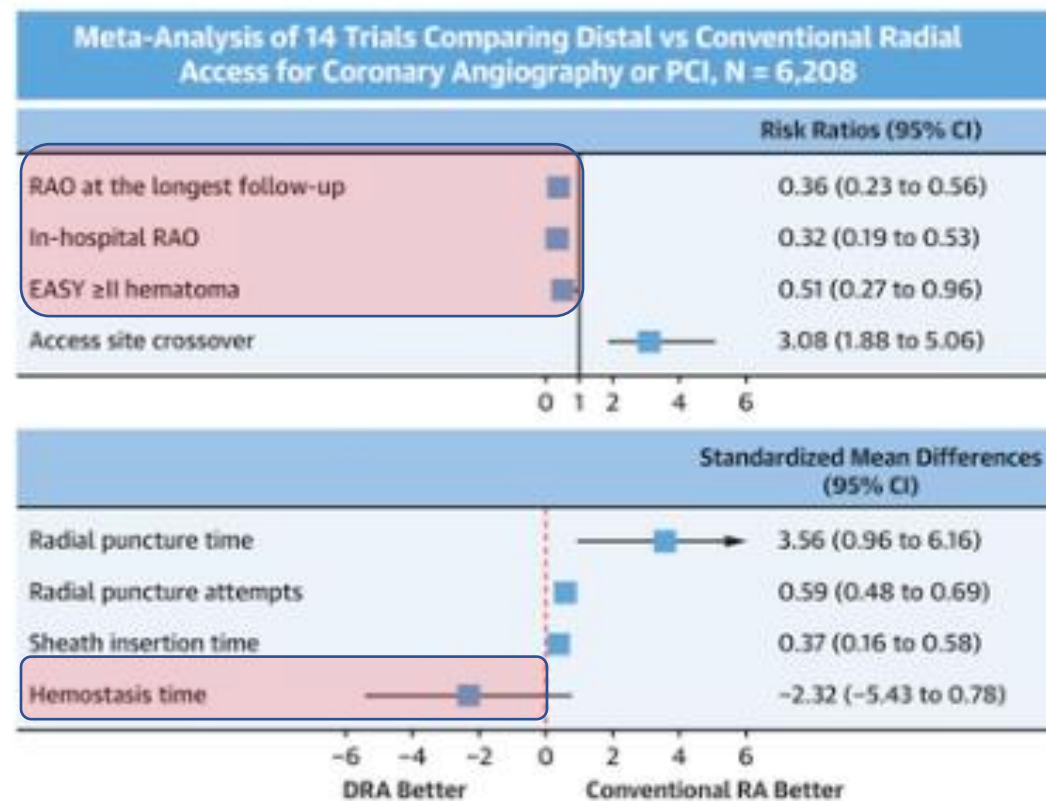 Meta-Analysis of 14 Trials Comparing Distal vs Conventional Radial
Access for Coronary Angiography or PCI, N = 6,208
Risk Ratios (95% CI)
RAO at the longest follow-up 0.36 (0.23 to 0.56)
In-hospital RAO 0.32 (0.19 to 0.53)
EASY ≥II hematoma 0.51 (0.27 to 0.96)
Access site crossover 3.08 (1.88 to 5.06)
0 1 2 4 6
Standardized Mean Differences
(95% CI)
Radial puncture time 3.56 (0.96 to 6.16)
Radial puncture attempts 0.59 (0.48 to 0.69)
Sheath insertion time 0.37 (0.16 to 0.58)
Hemostasis time −2.32 (−5.43 to 0.78)
−6 −4 −2 0 2 4 6
DRA Better Conventional RA Better